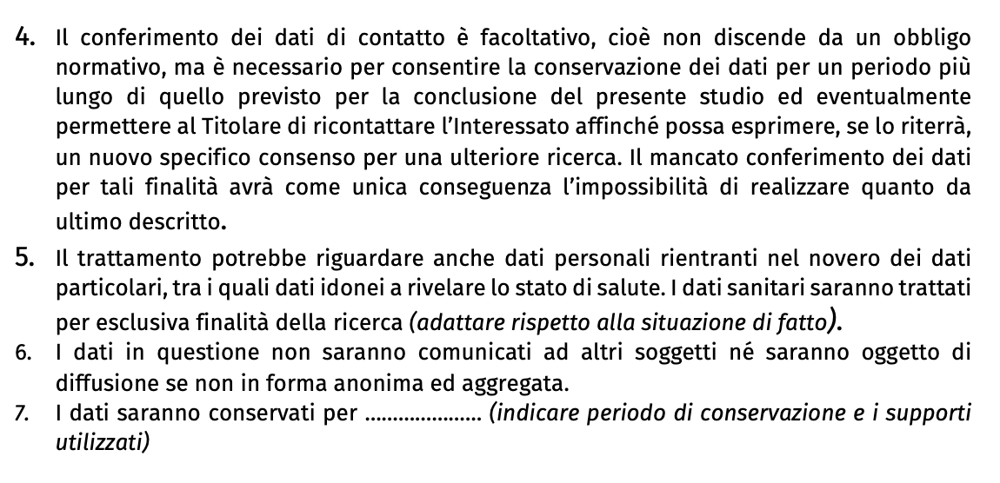 4. Il conferimento dei dati di contatto è facoltativo, cioè non discende da un obbligo
normativo, ma è necessario per consentire la conservazione dei dati per un periodo più
lungo di quello previsto per la conclusione del presente studio ed eventualmente
permettere al Titolare di ricontattare l’Interessato affinché possa esprimere, se lo riterrà,
un nuovo specifico consenso per una ulteriore ricerca. Il mancato conferimento dei dati
per tali finalità avrà come unica conseguenza l’impossibilità di realizzare quanto da
ultimo descritto.
5. Il trattamento potrebbe riguardare anche dati personali rientranti nel novero dei dati
particolari, tra i quali dati idonei a rivelare lo stato di salute. I dati sanitari saranno trattati
per esclusiva finalità della ricerca (adattare rispetto alla situazione di fatto).
6. I dati in questione non saranno comunicati ad altri soggetti né saranno oggetto di
diffusione se non in forma anonima ed aggregata.
7. I dati saranno conservati per ..................... (indicare periodo di conservazione e i supporti
utilizzati)